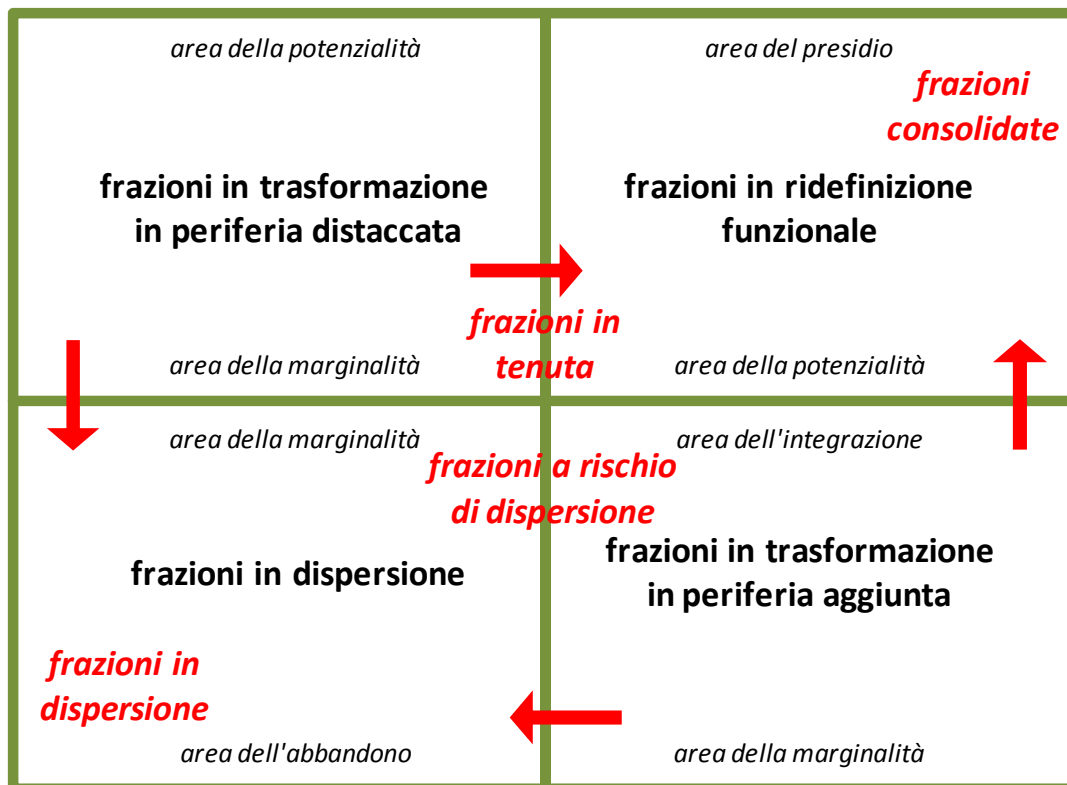 area della potenzialità
frazioni in trasformazione
in periferia distaccata
area della marginalità
area del presidio
frazioni
consolidate
frazioni in ridefinizione
funzionale
frazioni in
tenuta
area della potenzialità
area della marginalità
frazioni a rischio
di dispersione
frazioni in dispersione
frazioni in
dispersione
area dell'abbandono
area dell'integrazione
frazioni in trasformazione
in periferia aggiunta
area della marginalità